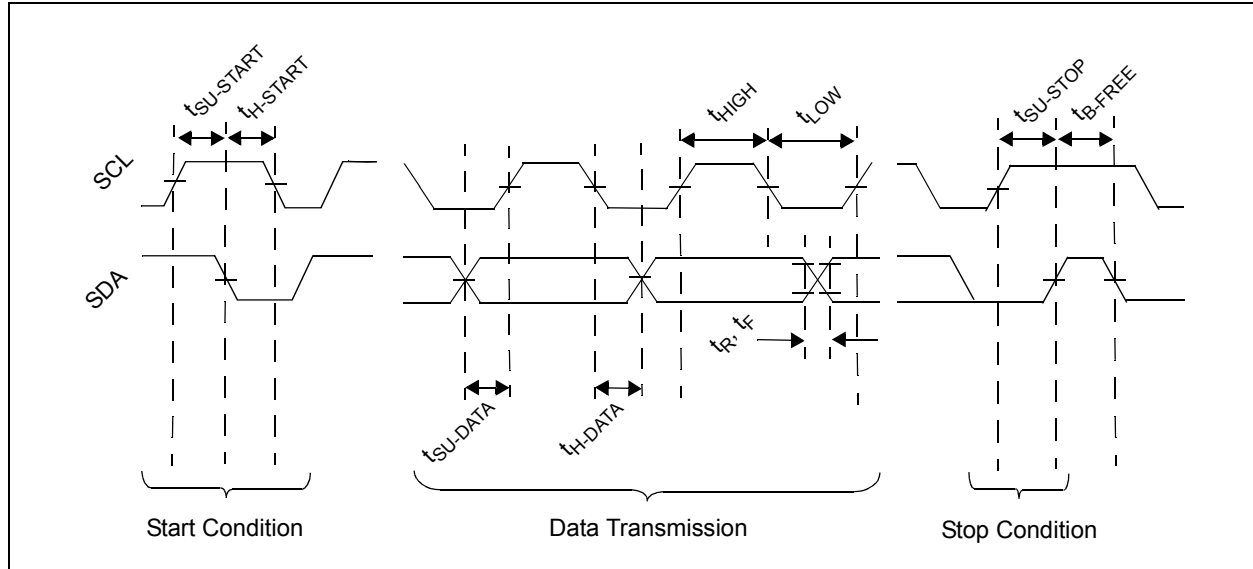 tSU-START
tH-START
tHIGH
tLOW
tSU-STOP
tB-FREE
SCL
SDA
tR, tF
tSU-DATA
tH-DATA
Start Condition
Data Transmission
Stop Condition